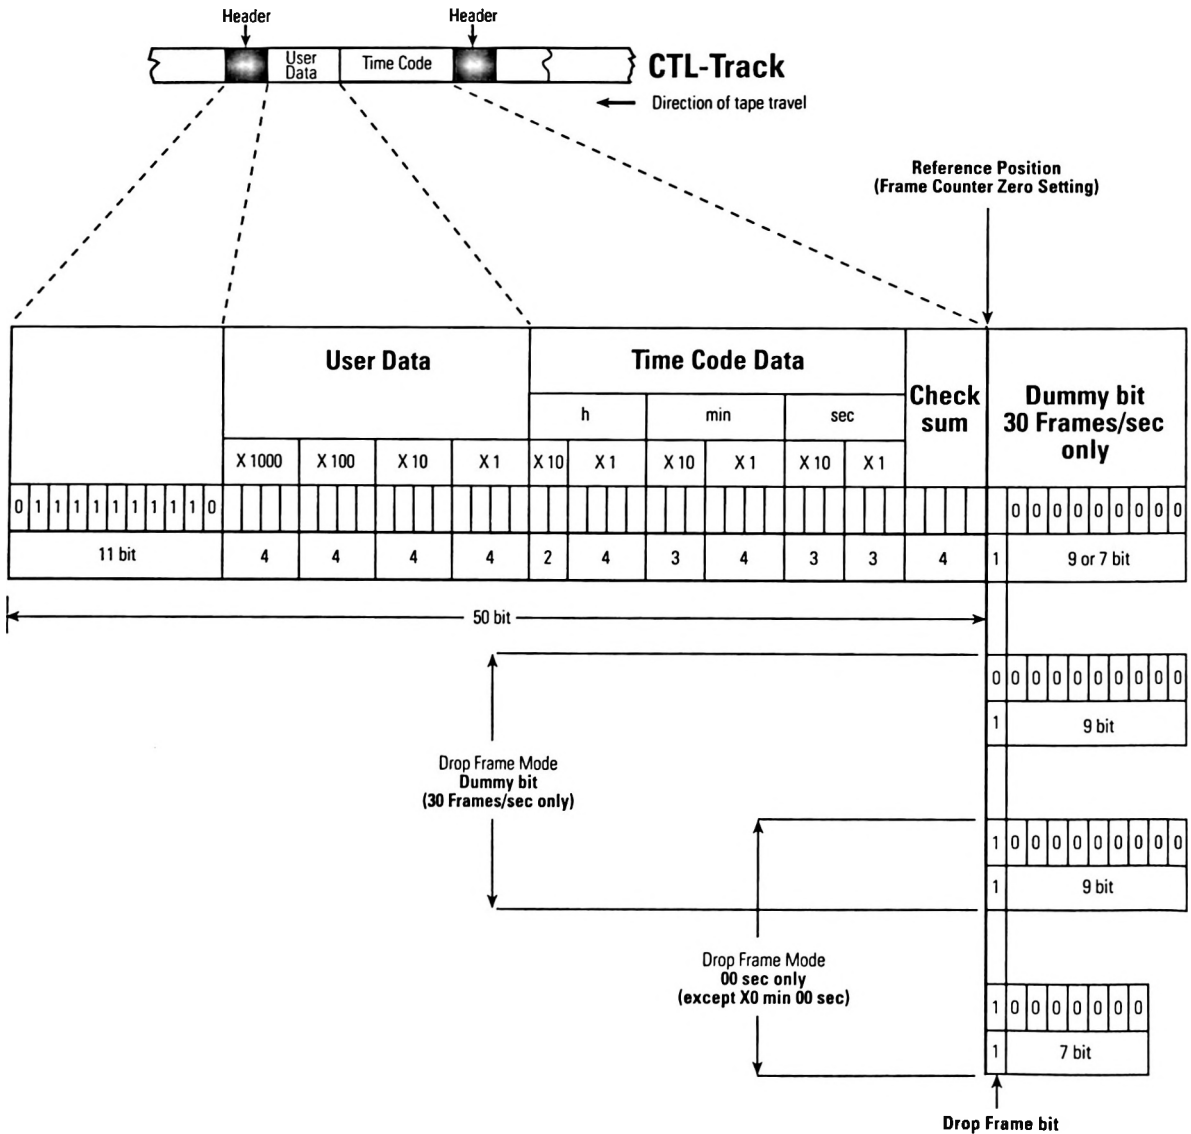 Header Header
User
Data
Time Code
CTL-Track
Direction of tape travel
Reference Position
(Frame Counter Zero Setting)
User Data
Time Code Data
Check
sum
Dummy bit
30 Frames/sec
only
h min sec
X 1000 X 100 X 10 X 1 X 10 X 1 X 10 X 1 X 10 X 1
0 1 1 1 1 1 1 1 1 1 0 0 0 0 0 0 0 0 0 0
11 bit 4 4 4 4 2 4 3 4 3 3 4 1 9 or 7 bit
50 bit
0 0 0 0 0 0 0 0 0 0
1 9 bit
Drop Frame Mode
Dummy bit
(30 Frames/sec only)
1 0 0 0 0 0 0 0 0 0
1 9 bit
Drop Frame Mode
00 sec only
(except X0 min 00 sec)
1 0 0 0 0 0 0 0
1 7 bit
Drop Frame bit